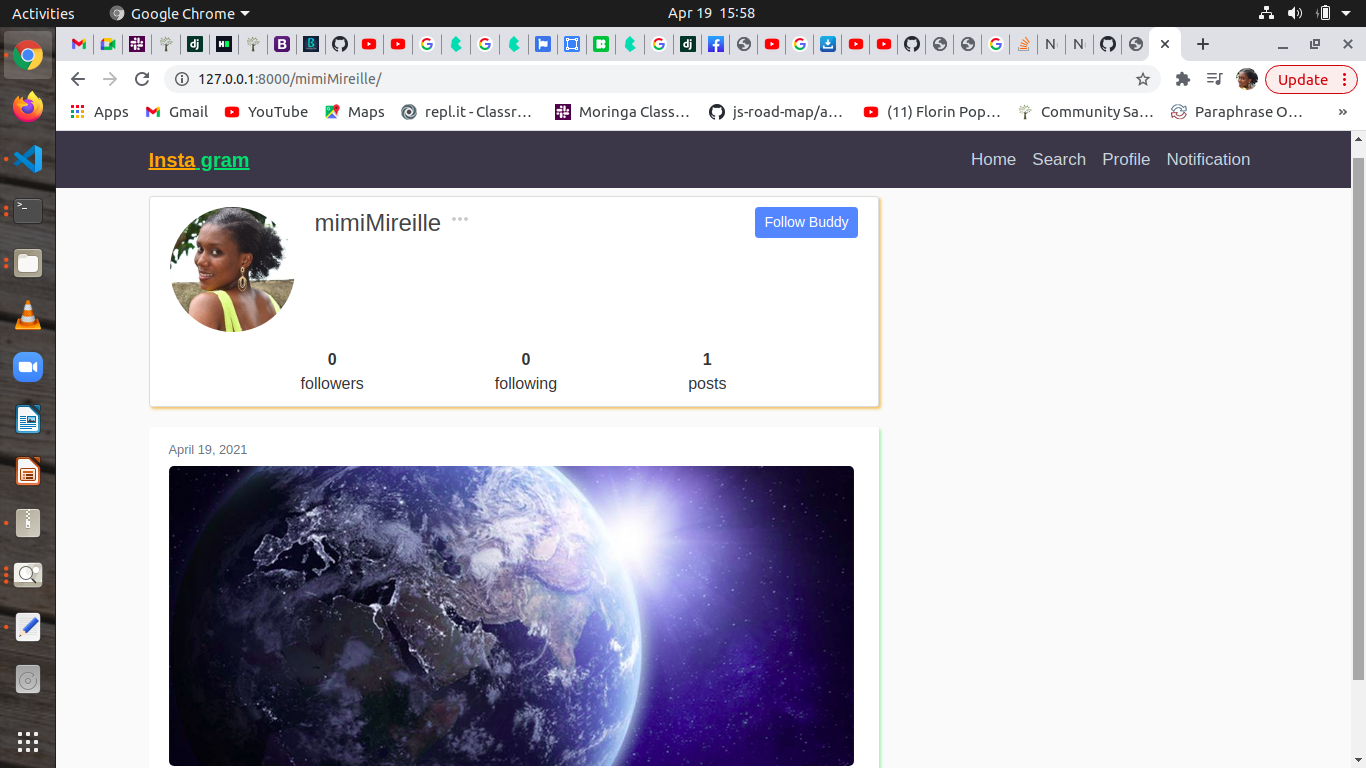 Activities Google Chrome Apr 19 15:58
N N
127.0.0.1:8000/mimiMireille/ Update
Apps Gmail YouTube Maps repl.it - Classr… Moringa Class… js-road-map/a… (11) Florin Pop… Community Sa… Paraphrase O… »
Insta gram Home Search Profile Notification
mimiMireille Follow Buddy
0 0 1
followers following posts
April 19, 2021